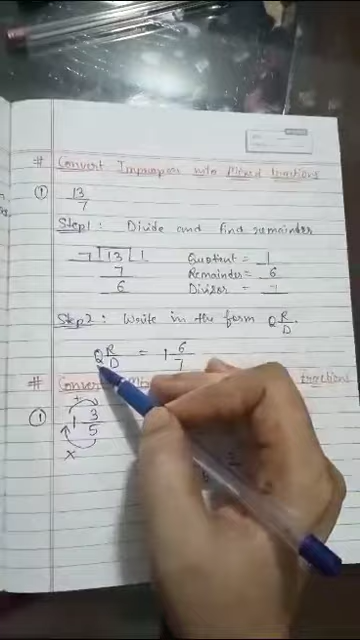 # Convert Improper into Mixed fractions
① 13/7
Step1: Divide and find remainder
7 13 1 Quotient = 1
7 Remainder = 6
6 Divisor = 7
Step2: Write in the form Q R/D.
Q R/D = 1 6/7
# Convert fractions
① 1 3/5
+
x